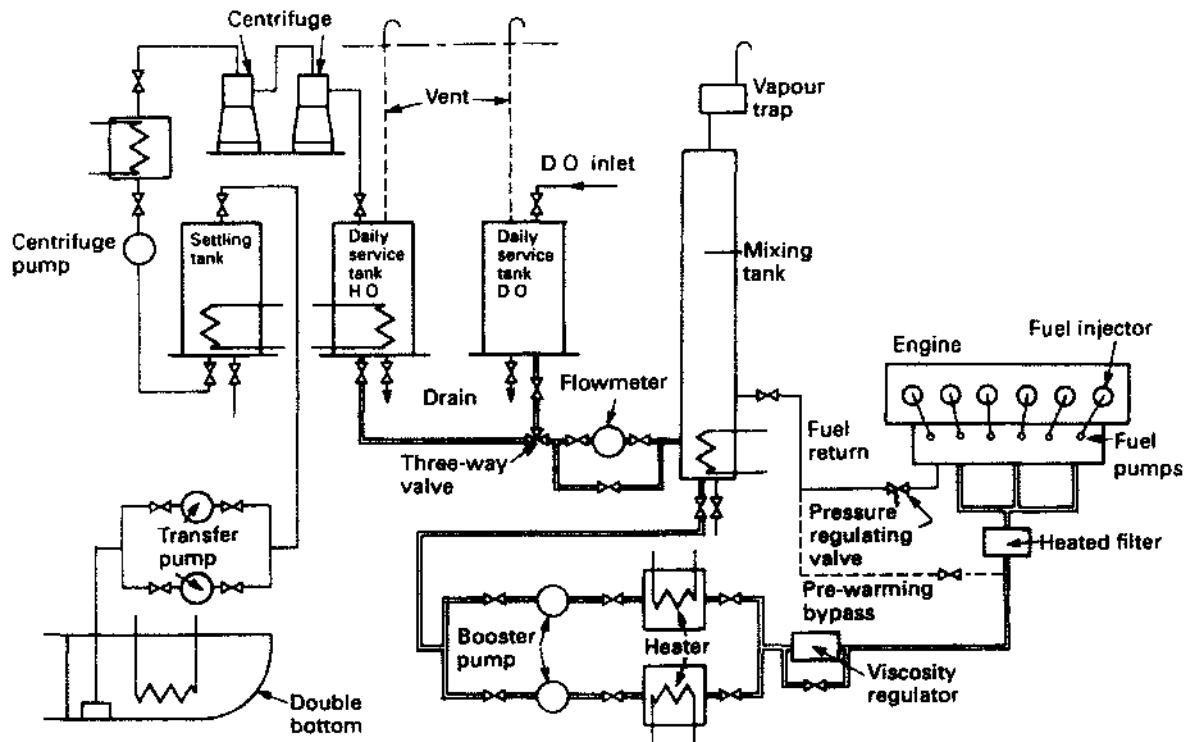 Centrifuge
Vent
Vapour
trap
D O inlet
Centrifuge
pump
Settling
tank
Daily
service
tank
H O
Daily
service
tank
D O
Mixing
tank
Drain
Flowmeter
Three-way
valve
Engine
Fuel injector
Fuel
return
Fuel
pumps
Pressure
regulating
valve
Heated filter
Transfer
pump
Pre-warming
bypass
Booster
pump
Heater
Viscosity
regulator
Double
bottom